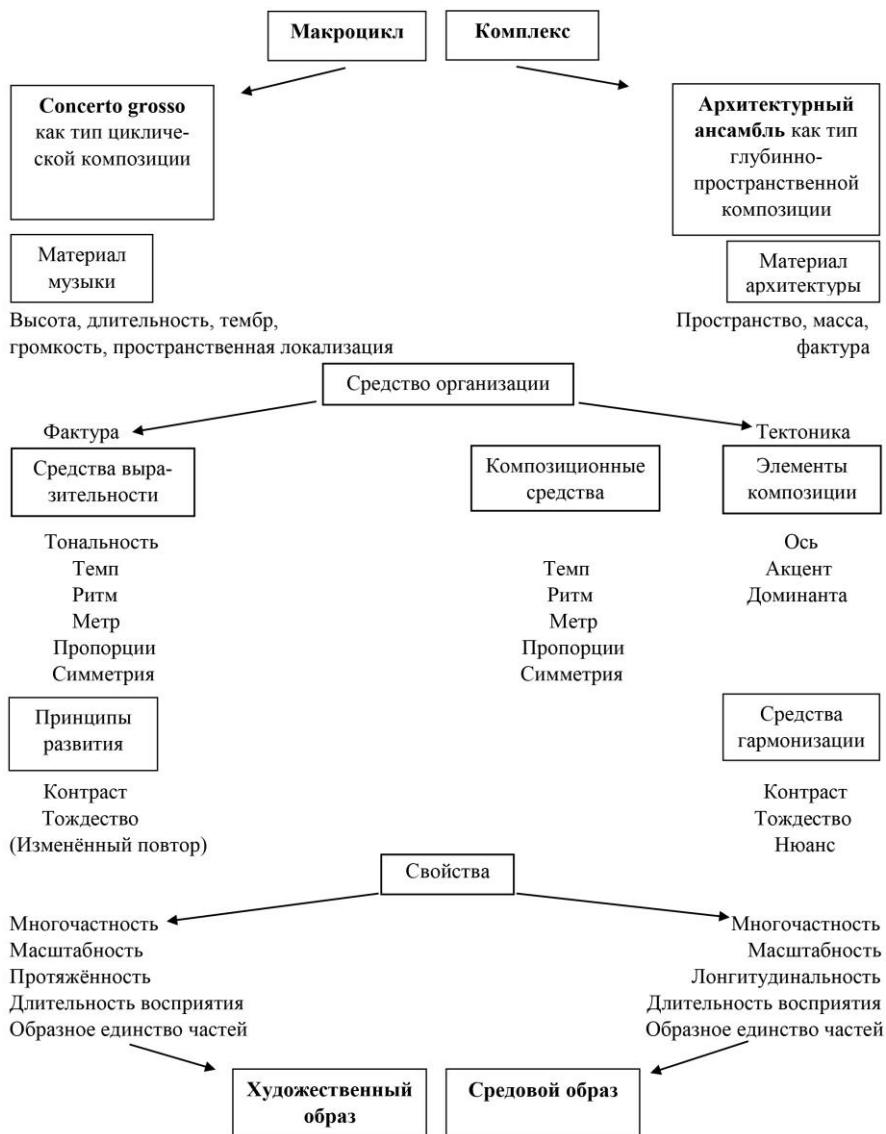 Макроцикл
Комплекс
Concerto grosso
как тип цикличе-
ской композиции
Архитектурный
ансамбль как тип
глубинно-
пространственной
композиции
Материал
музыки
Материал
архитектуры
Высота, длительность, тембр,
громкость, пространственная локализация
Пространство, масса,
фактура
Средство организации
Фактура
Тектоника
Средства выра-
зительности
Композиционные
средства
Элементы
композиции
Тональность
Темп
Ритм
Метр
Пропорции
Симметрия
Темп
Ритм
Метр
Пропорции
Симметрия
Ось
Акцент
Доминанта
Принципы
развития
Средства
гармонизации
Контраст
Тождество
(Изменённый повтор)
Контраст
Тождество
Нюанс
Свойства
Многочастность
Масштабность
Протяжённость
Длительность восприятия
Образное единство частей
Многочастность
Масштабность
Лонгитудинальность
Длительность восприятия
Образное единство частей
Художественный
образ
Средовой образ